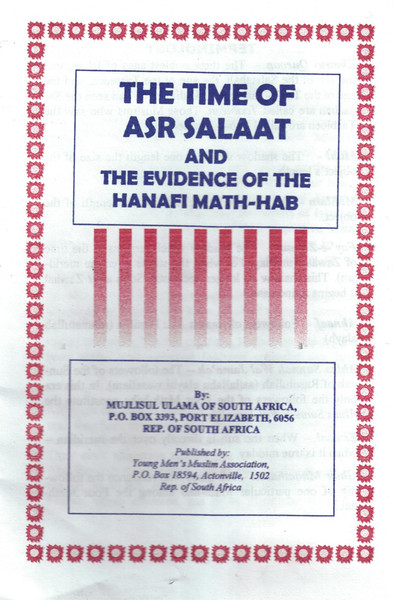 THE TIME OF
ASR SALAAT
AND
THE EVIDENCE OF THE
HANAFI MATH-HAB
By:
MUJLISUL ULAMA OF SOUTH AFRICA,
P.O. BOX 3393, PORT ELIZABETH, 6056
REP. OF SOUTH AFRICA
Published by:
Young Men's Muslim Association,
P.O. Box 18594, Actonville, 1502
Rep. of South Africa